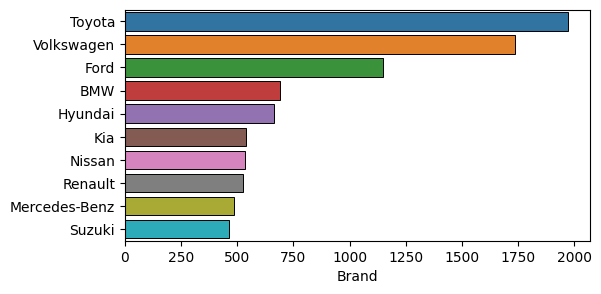 Toyota
Volkswagen
Ford
BMW
Hyundai
Kia
Nissan
Renault
Mercedes-Benz
Suzuki
0 250 500 750 1000 1250 1500 1750 2000
Brand